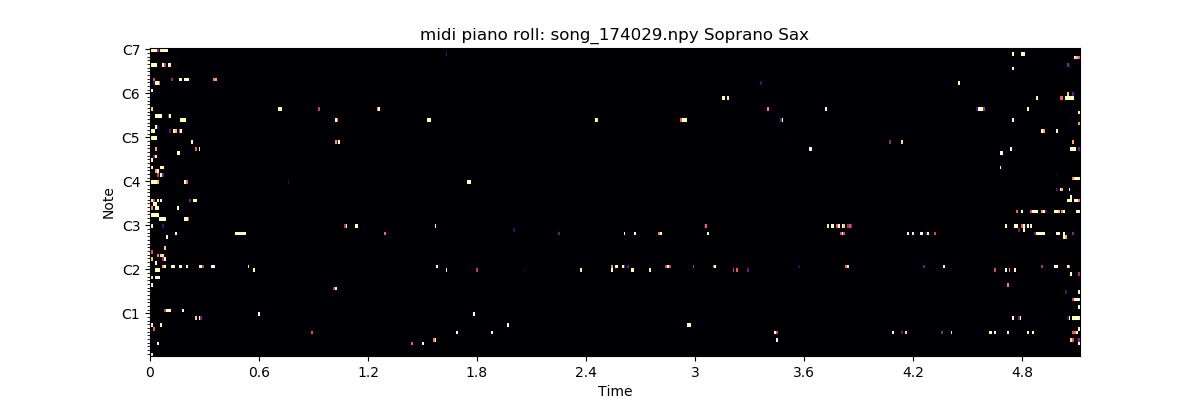 midi piano roll: song_174029.npy Soprano Sax
C7
C6
C5
C4
C3
C2
C1
Note
0 0.6 1.2 1.8 2.4 3 3.6 4.2 4.8
Time